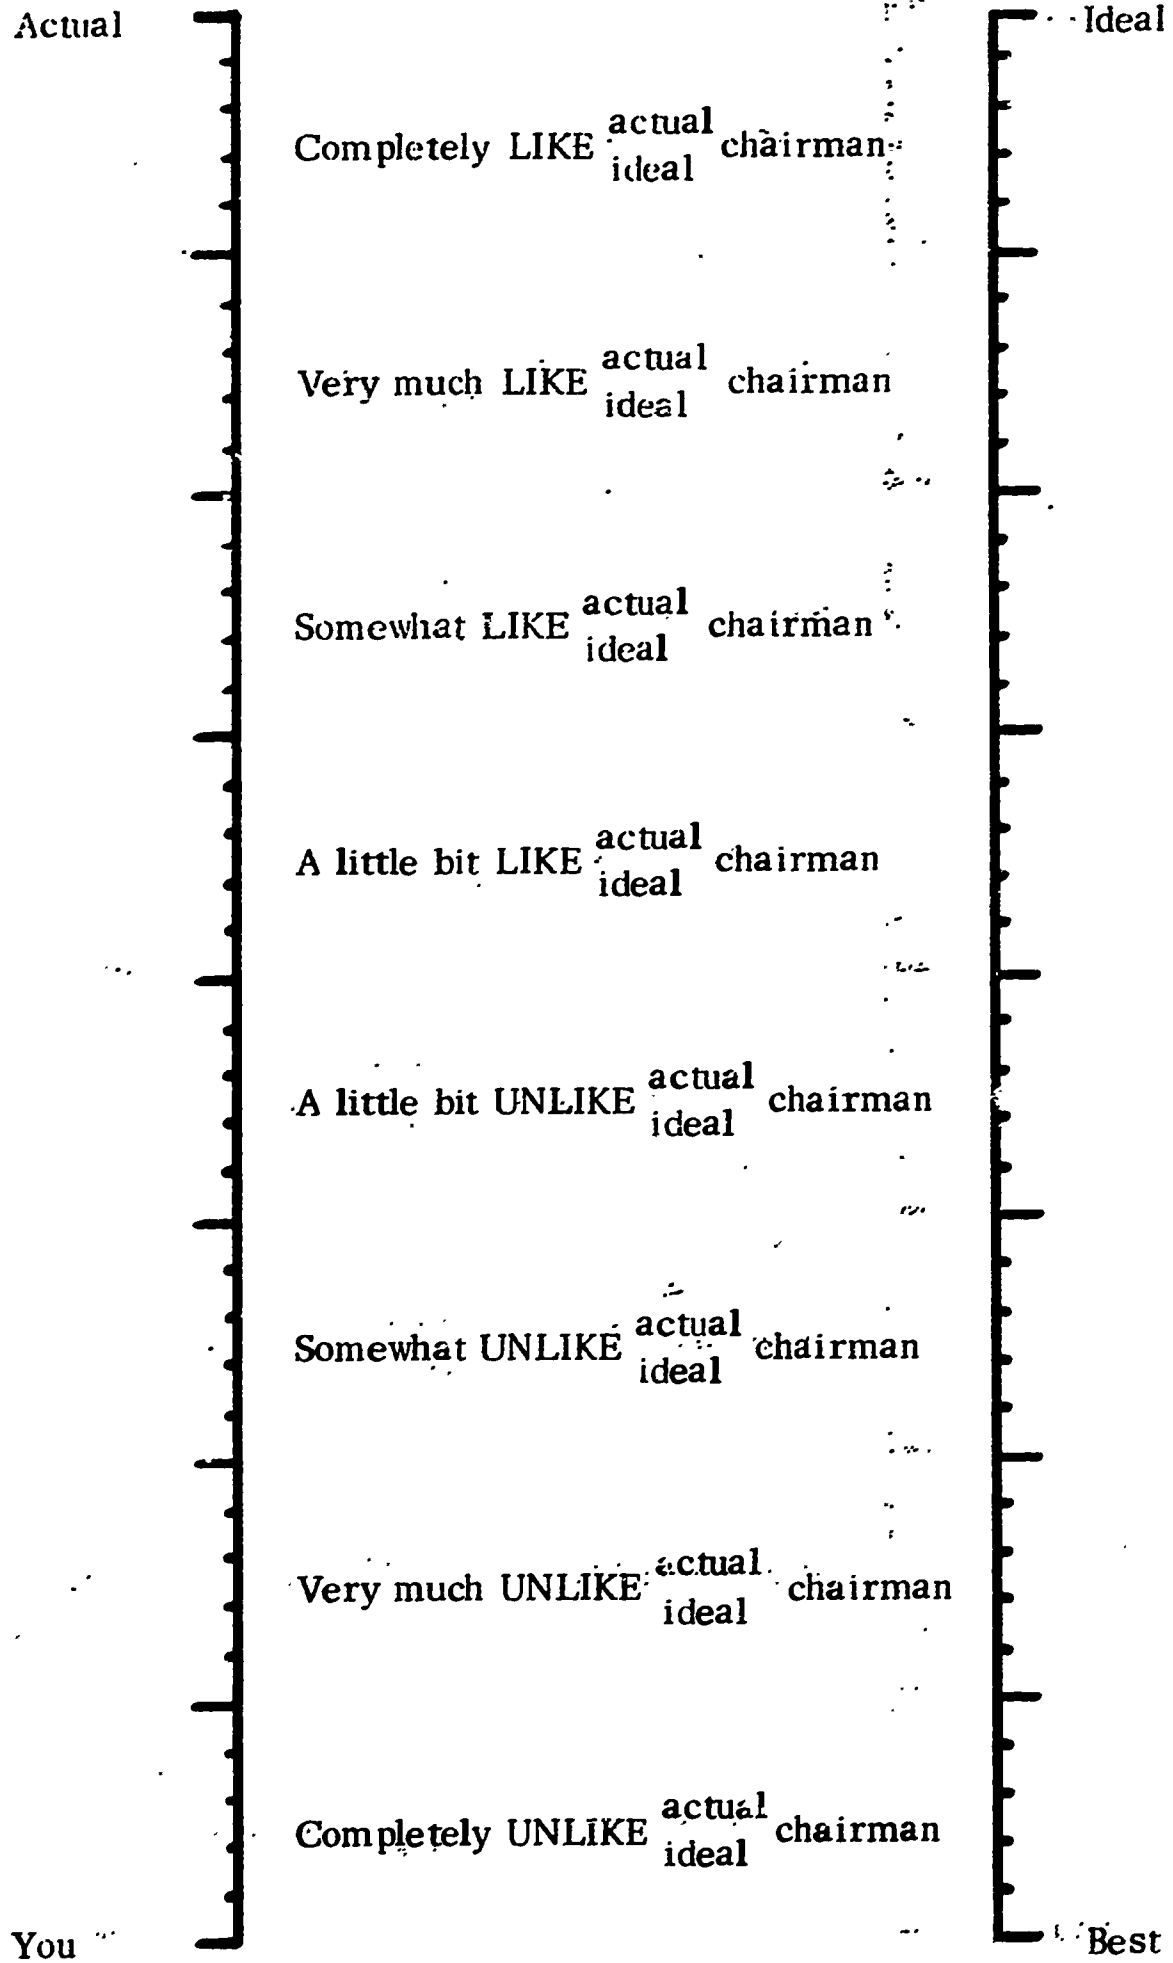 Actual
Ideal
Completely LIKE actual chairman
ideal
Very much LIKE actual chairman
ideal
Somewhat LIKE actual chairman
ideal
A little bit LIKE actual chairman
ideal
A little bit UNLIKE actual chairman
ideal
Somewhat UNLIKE actual chairman
ideal
Very much UNLIKE actual chairman
ideal
Completely UNLIKE actual chairman
ideal
You
Best